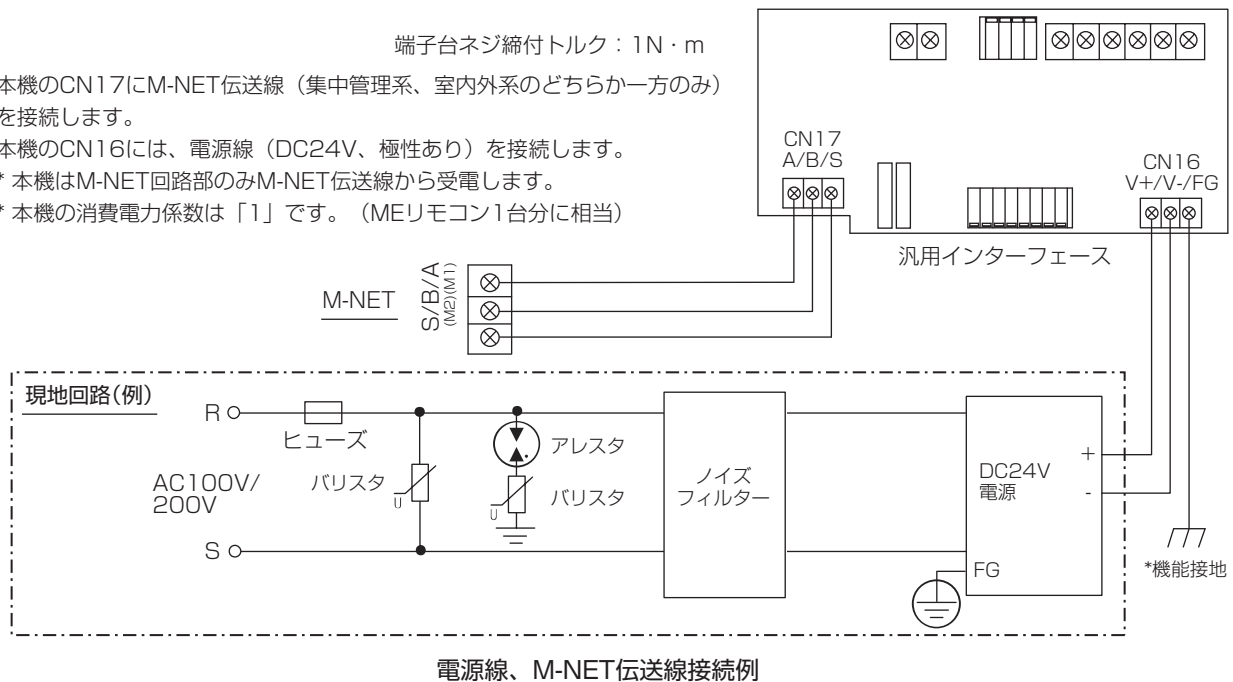 端子台ネジ締付トルク：1N・m
本機のCN17にM-NET伝送線（集中管理系、室内外系のどちらか一方のみ）
を接続します。
本機のCN16には、電源線（DC24V、極性あり）を接続します。
* 本機はM-NET回路部のみM-NET伝送線から受電します。
* 本機の消費電力係数は「1」です。（MEリモコン1台分に相当）
CN17
A/B/S
CN16
V+/V-/FG
汎用インターフェース
M-NET
S/B/A
(M2)(M1)
現地回路(例)
R
ヒューズ
アレスタ
AC100V/
200V
バリスタ
U
バリスタ
U
ノイズ
フィルター
DC24V
電源
+
-
S
FG
*機能接地
電源線、M-NET伝送線接続例